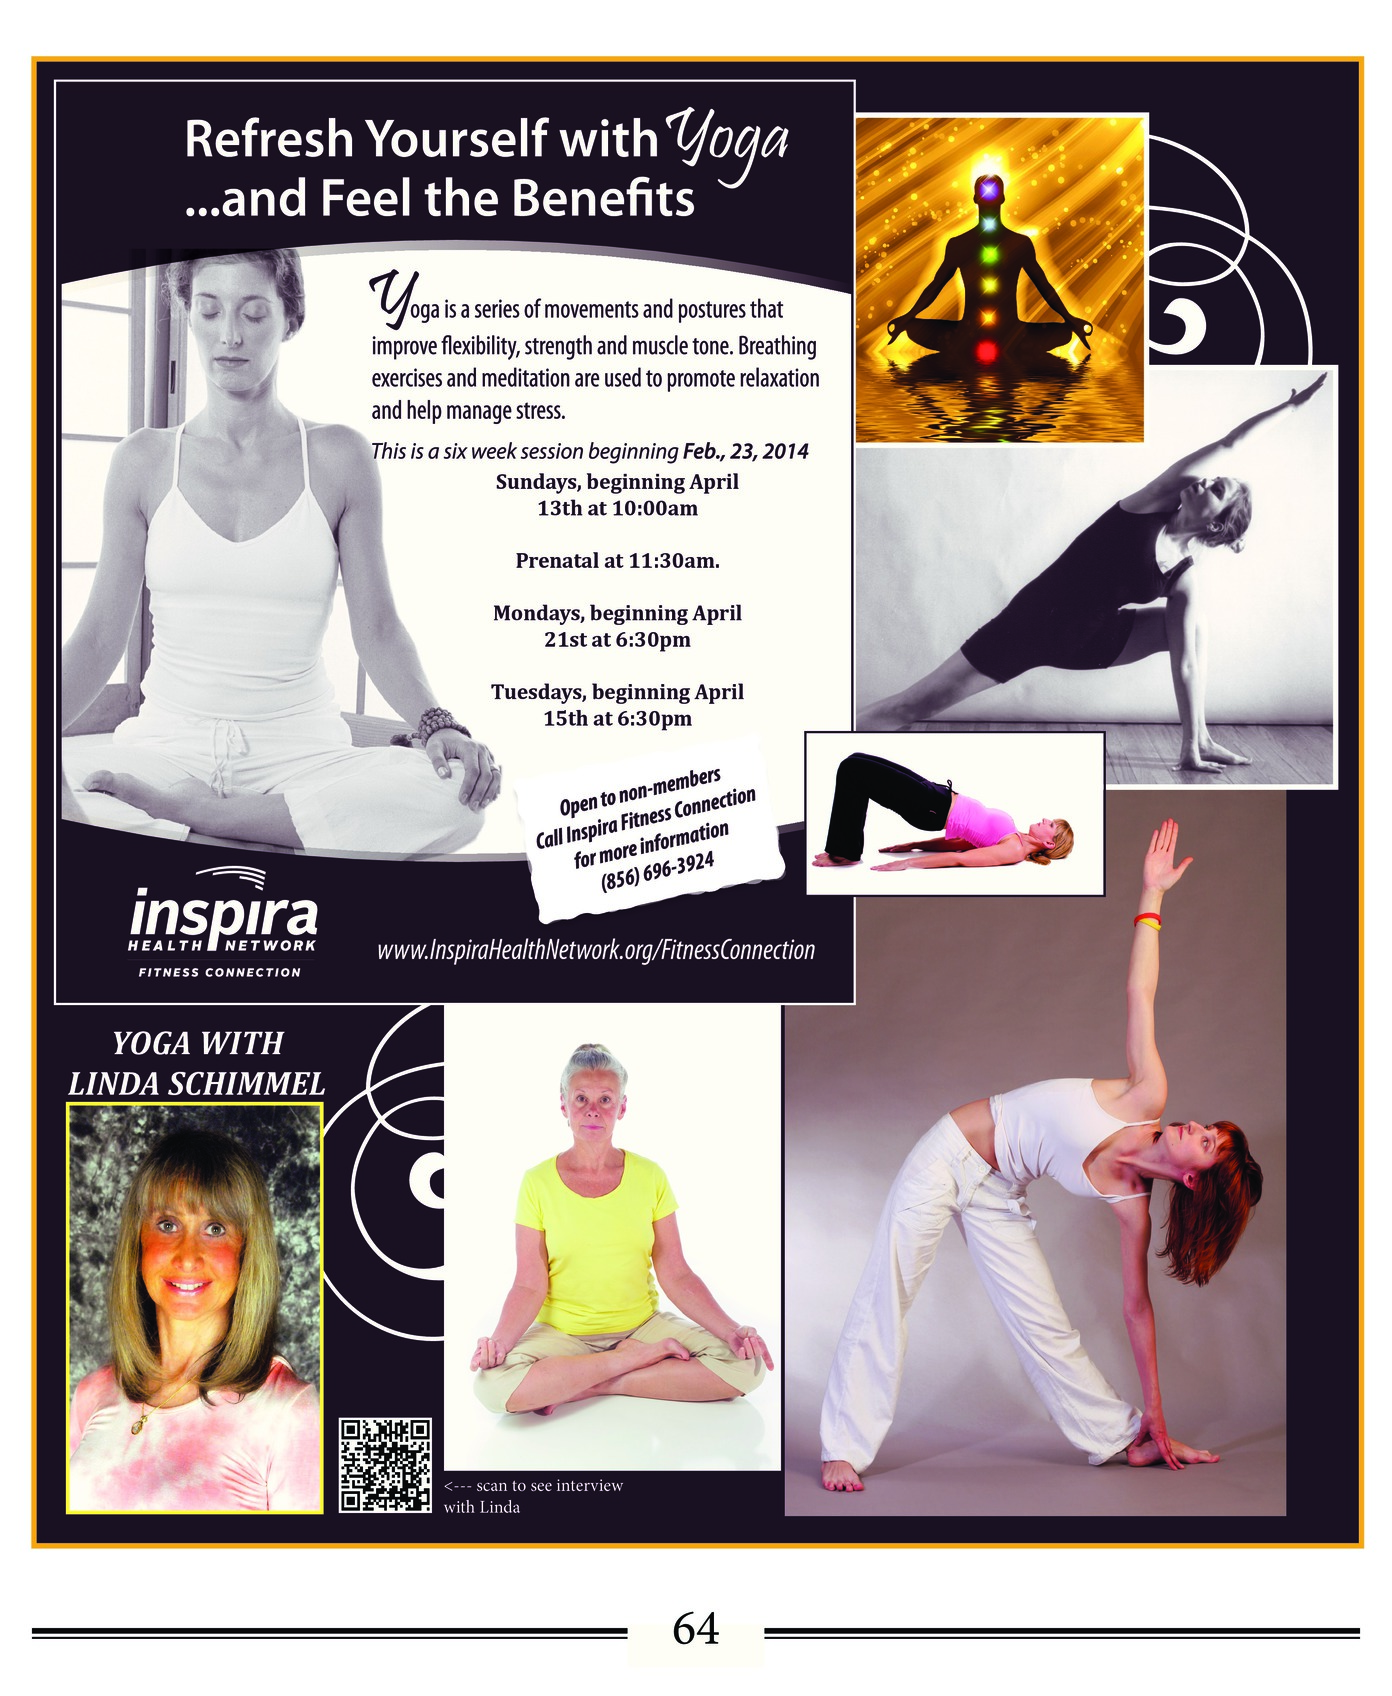 Refresh Yourself with Yoga
...and Feel the Benefits
Yoga is a series of movements and postures that
improve flexibility, strength and muscle tone. Breathing
exercises and meditation are used to promote relaxation
and help manage stress.
This is a six week session beginning Feb., 23, 2014
Sundays, beginning April
13th at 10:00am
Prenatal at 11:30am.
Mondays, beginning April
21st at 6:30pm
Tuesdays, beginning April
15th at 6:30pm
Open to non-members
Call Inspira Fitness Connection
for more information
(856) 696-3924
inspira
HEALTH NETWORK
FITNESS CONNECTION
www.InspiraHealthNetwork.org/FitnessConnection
YOGA WITH
LINDA SCHIMMEL
<--- scan to see interview
with Linda
64